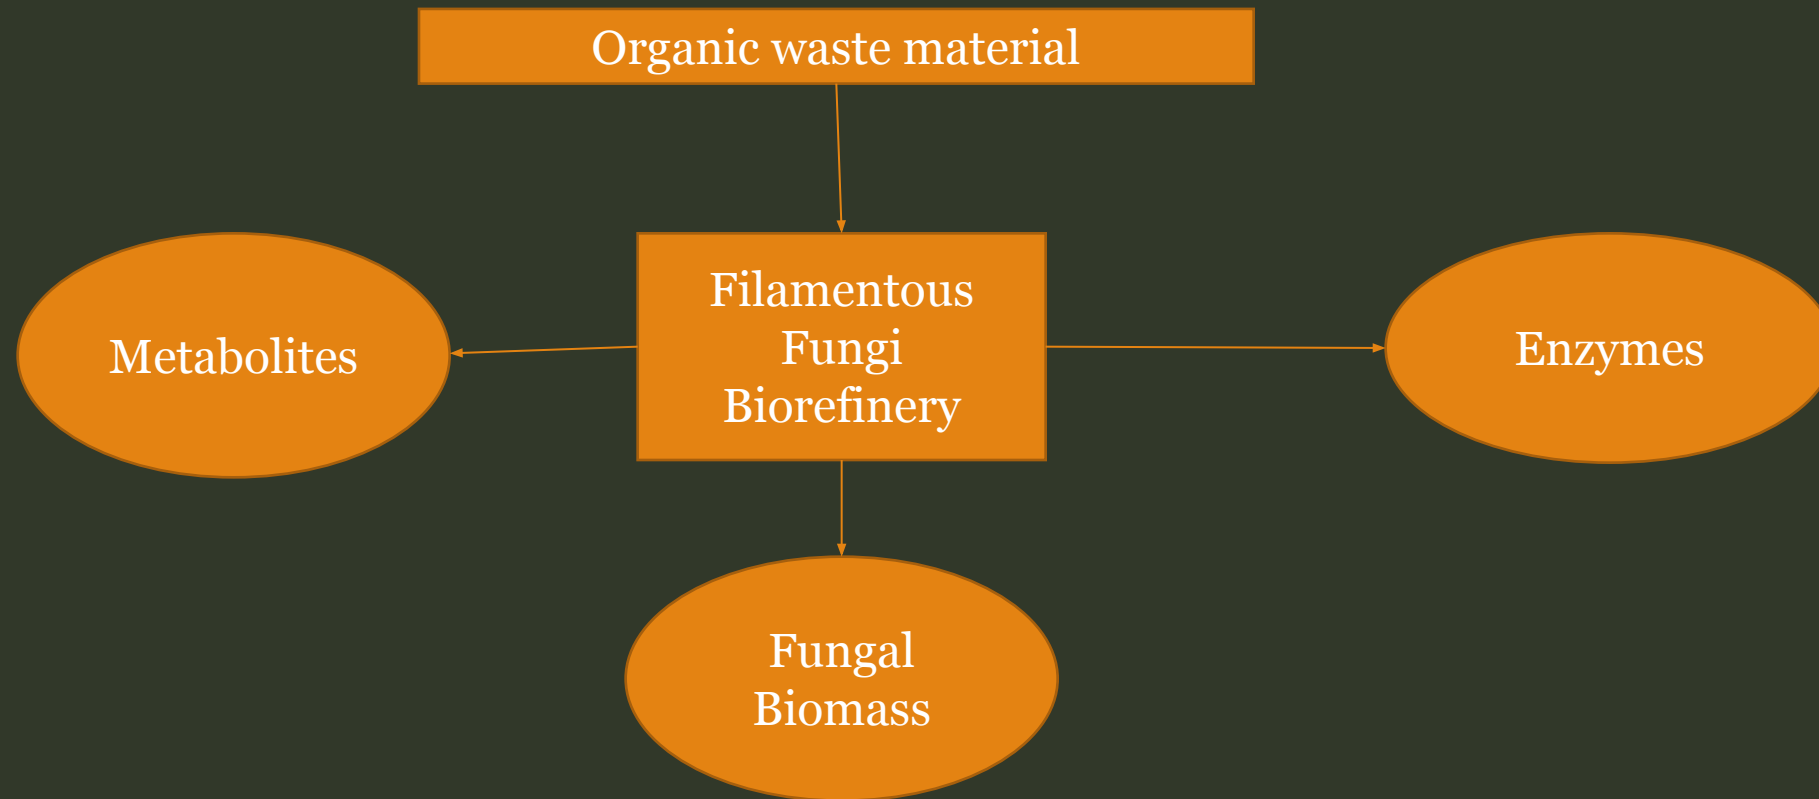 Organic waste material
Metabolites
Filamentous
Fungi
Biorefinery
Enzymes
Fungal
Biomass